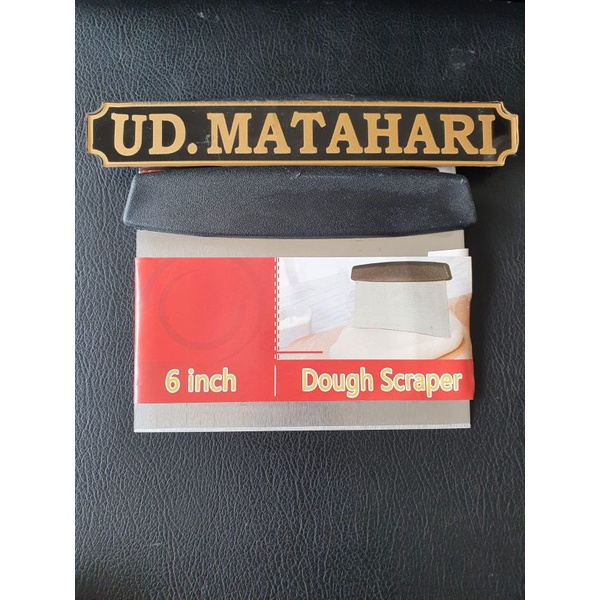 UD. MATAHARI
6 inch
Dough Scraper